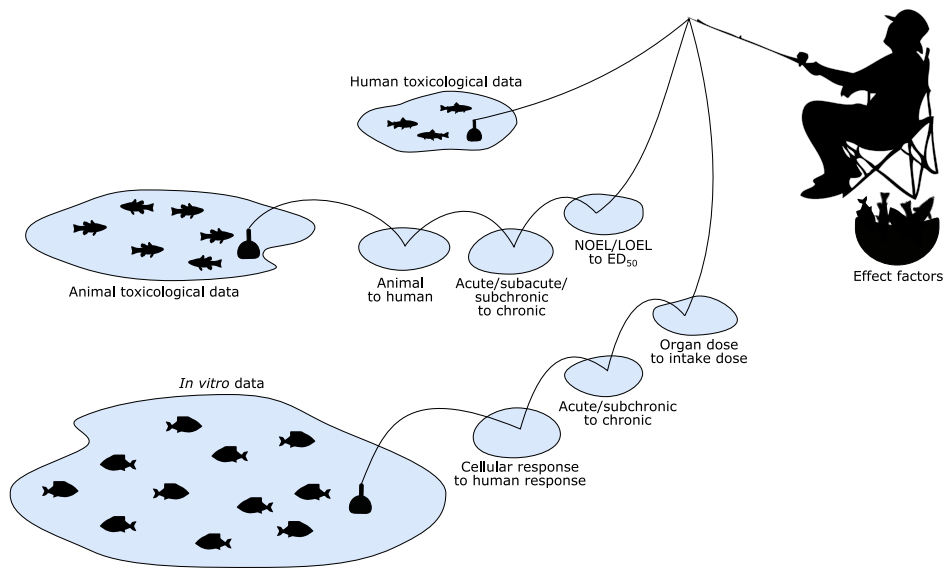 Human toxicological data
Animal toxicological data
Animal
to human
Acute/subacute/
subchronic
to chronic
NOEL/LOEL
to ED₅₀
Effect factors
In vitro data
Cellular response
to human response
Acute/subchronic
to chronic
Organ dose
to intake dose